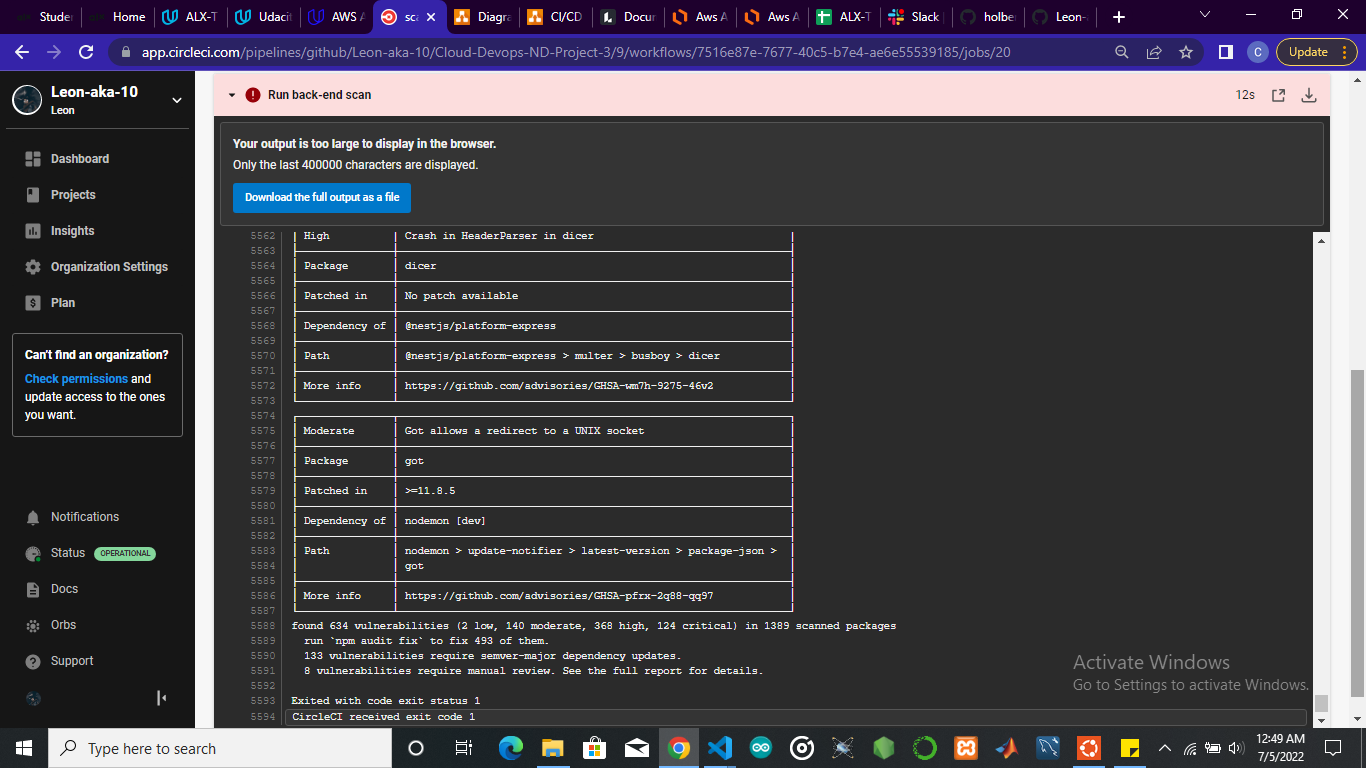 Studer
Home
ALX-T
Udacit
AWS A
sca
Diagra
CI/CD
Docur
Aws A
Aws A
ALX-T
Slack
holbe
Leon-
app.circleci.com/pipelines/github/Leon-aka-10/Cloud-Devops-ND-Project-3/9/workflows/7516e87e-7677-40c5-b7e4-ae6e55539185/jobs/20
C
Update
Leon-aka-10
Leon
Dashboard
Projects
Insights
Organization Settings
Plan
Can't find an organization?
Check permissions and
update access to the ones
you want.
Notifications
Status OPERATIONAL
Docs
Orbs
Support
Run back-end scan
12s
Your output is too large to display in the browser.
Only the last 400000 characters are displayed.
Download the full output as a file
5562 High Crash in HeaderParser in dicer
5563
5564 Package dicer
5565
5566 Patched in No patch available
5567
5568 Dependency of @nestjs/platform-express
5569
5570 Path @nestjs/platform-express > multer > busboy > dicer
5571
5572 More info https://github.com/advisories/GHSA-wm7h-9275-46v2
5573
5574
5575 Moderate Got allows a redirect to a UNIX socket
5576
5577 Package got
5578
5579 Patched in >=11.8.5
5580
5581 Dependency of nodemon [dev]
5582
5583 Path nodemon > update-notifier > latest-version > package-json >
5584 got
5585
5586 More info https://github.com/advisories/GHSA-pfrx-2q88-qq97
5587
5588 found 634 vulnerabilities (2 low, 140 moderate, 368 high, 124 critical) in 1389 scanned packages
5589 run `npm audit fix` to fix 493 of them.
5590 133 vulnerabilities require semver-major dependency updates.
5591 8 vulnerabilities require manual review. See the full report for details.
5592
5593 Exited with code exit status 1
5594 CircleCI received exit code 1
Activate Windows
Go to Settings to activate Windows.
Type here to search
12:49 AM
7/5/2022